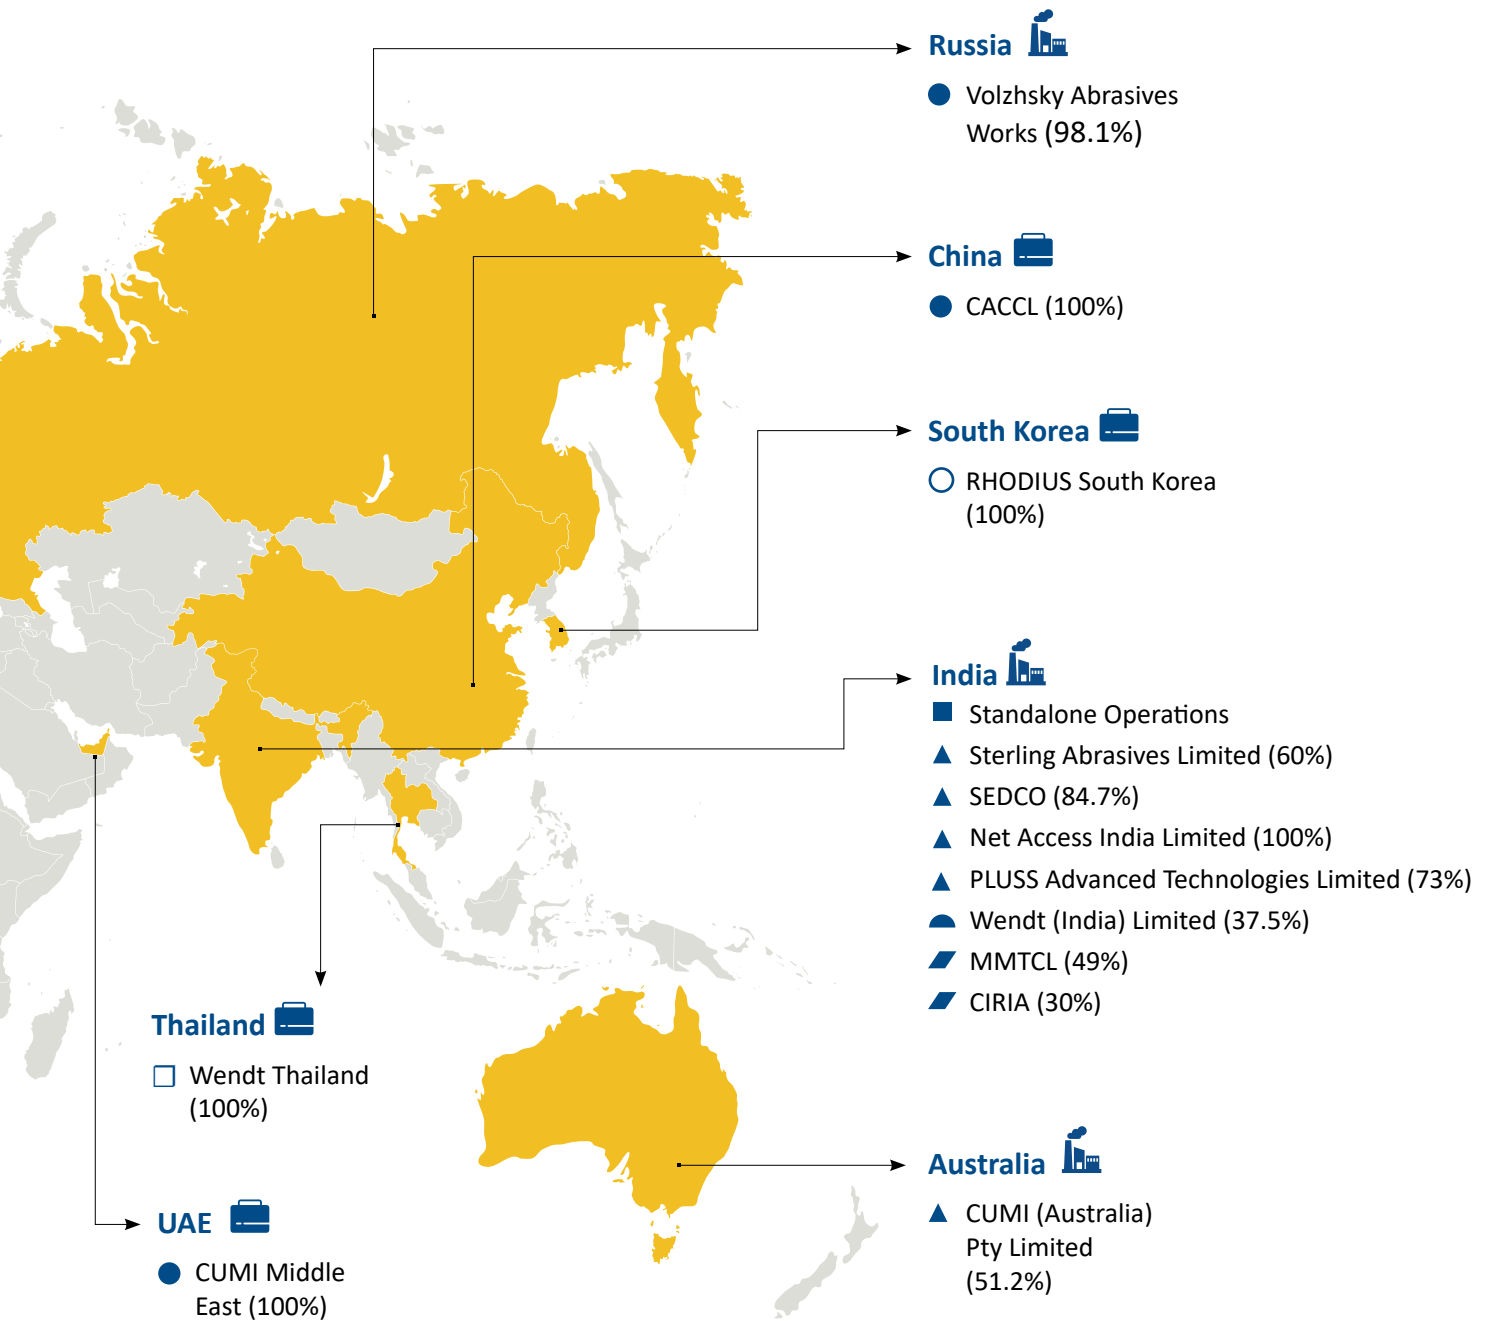 Russia
Volzhsky Abrasives
Works (98.1%)
China
CACCL (100%)
South Korea
RHODIUS South Korea
(100%)
India
Standalone Operations
Sterling Abrasives Limited (60%)
SEDCO (84.7%)
Net Access India Limited (100%)
PLUSS Advanced Technologies Limited (73%)
Wendt (India) Limited (37.5%)
MMTCL (49%)
CIRIA (30%)
Thailand
Wendt Thailand
(100%)
Australia
CUMI (Australia)
Pty Limited
(51.2%)
UAE
CUMI Middle
East (100%)